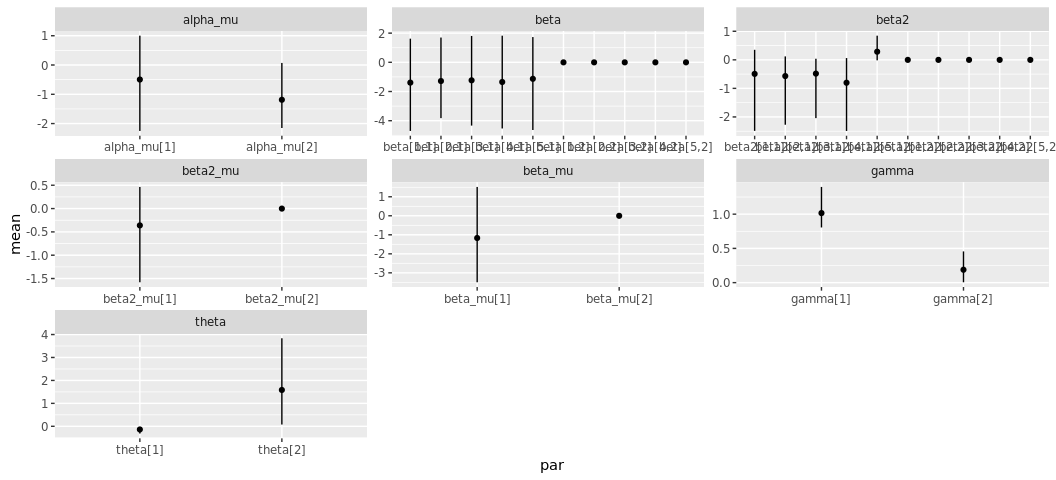 alpha_mu
beta
beta2
1
0
-1
-2
2
0
-2
-4
1
0
-1
-2
alpha_mu[1] alpha_mu[2]
beta2_mu
beta_mu
gamma
0.5
0.0
-0.5
-1.0
-1.5
1
0
-1
-2
-3
1.0
0.5
0.0
beta2_mu[1] beta2_mu[2]
beta_mu[1] beta_mu[2]
gamma[1] gamma[2]
theta
4
3
2
1
0
theta[1] theta[2]
mean
par